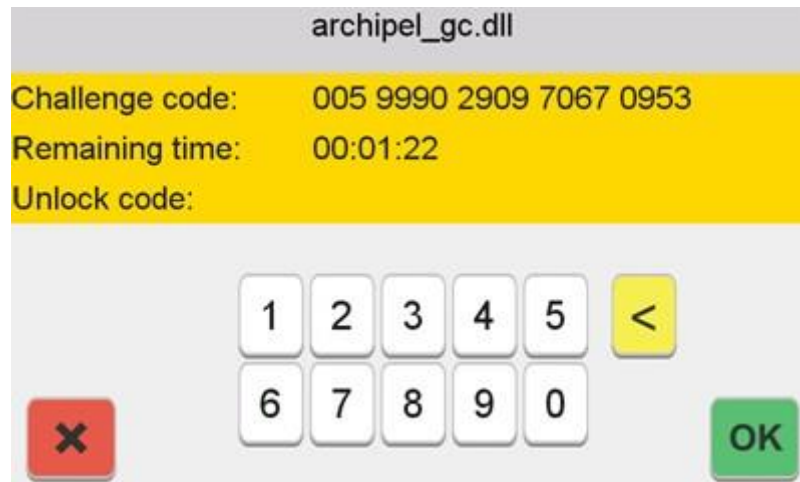 archipel_gc.dll
Challenge code: 005 9990 2909 7067 0953
Remaining time: 00:01:22
Unlock code:
1 2 3 4 5 <
6 7 8 9 0
✖ OK